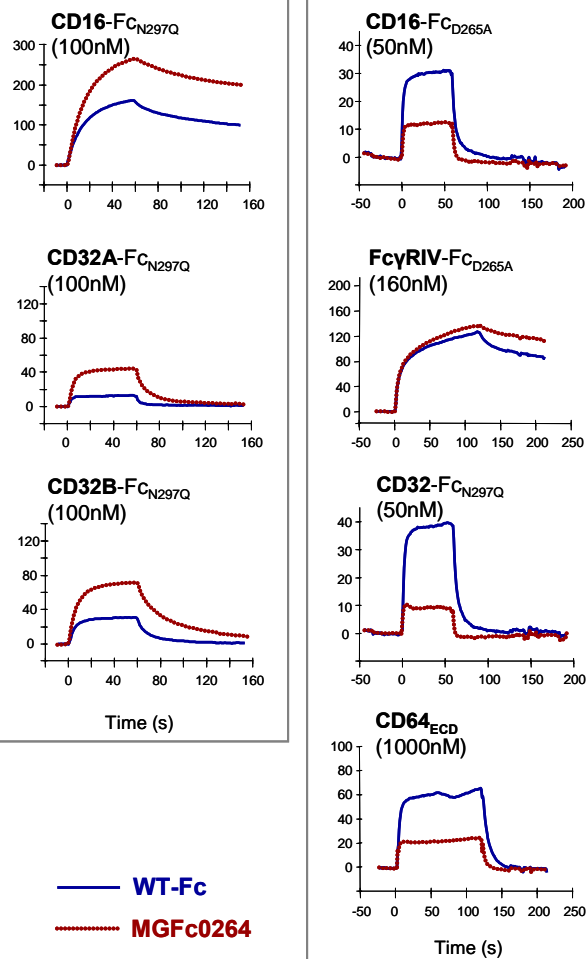 CD16-FcN297Q
(100nM)
300
200
100
0
0 40 80 120 160
CD32A-FcN297Q
(100nM)
120
80
40
0
0 40 80 120 160
CD32B-FcN297Q
(100nM)
120
80
40
0
0 40 80 120 160
Time (s)
CD16-FcD265A
(50nM)
40
30
20
10
0
-50 0 50 100 150 200
FcγRIV-FcD265A
(160nM)
200
160
120
80
40
0
-50 0 50 100 150 200 250
CD32-FcN297Q
(50nM)
40
30
20
10
0
-50 0 50 100 150 200
CD64ECD
(1000nM)
100
80
60
40
20
0
-50 0 50 100 150 200 250
Time (s)
WT-Fc
MGFc0264